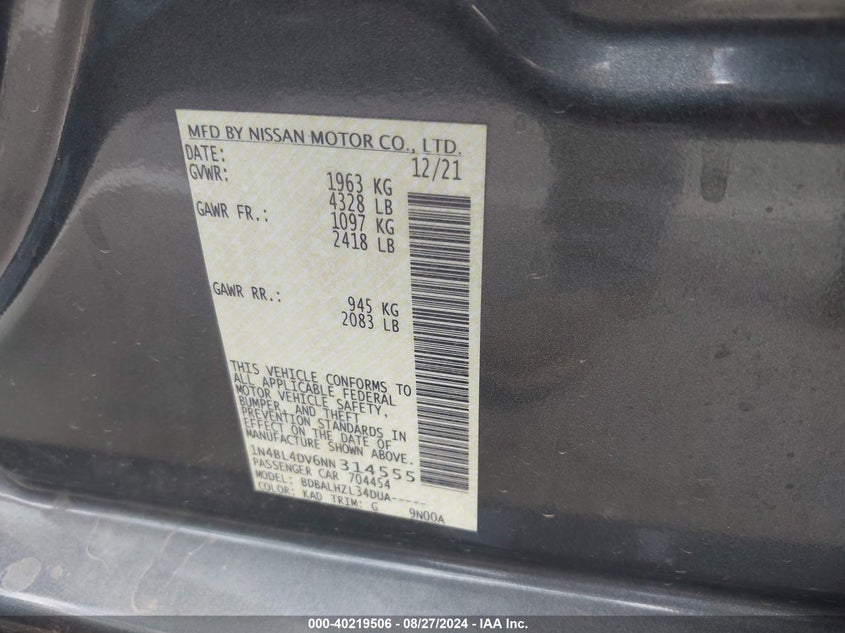 MFD BY NISSAN MOTOR CO., LTD.
DATE: 12/21
GVWR: 1963 KG
4328 LB
GAWR FR.: 1097 KG
2418 LB
GAWR RR.: 945 KG
2083 LB
THIS VEHICLE CONFORMS TO
ALL APPLICABLE FEDERAL
MOTOR VEHICLE SAFETY,
BUMPER, AND THEFT
PREVENTION STANDARDS IN
EFFECT ON THE DATE OF
MANUFACTURE SHOWN ABOVE.
1N4BL4DV6NN314555
PASSENGER CAR 704454
MODEL: BDBALHZL34DUA-----
COLOR: KAD TRIM: G 9N00A
000-40219506 - 08/27/2024 - IAA Inc.